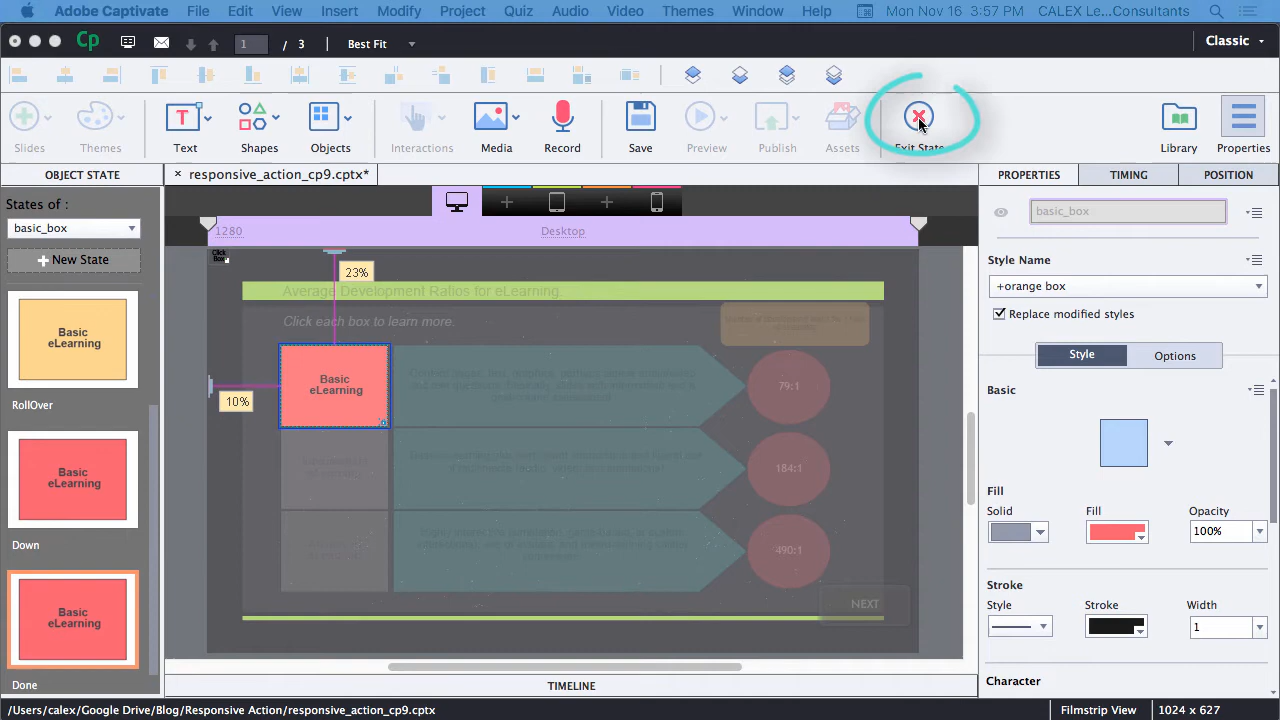 Adobe Captivate File Edit View Insert Modify Project Quiz Audio Video Themes Window Help Mon Nov 16 3:57 PM CALEX Le...Consultants
Cp 1 / 3 Best Fit Classic
Slides Themes Text Shapes Objects Interactions Media Record Save Preview Publish Assets Exit State Library Properties
OBJECT STATE × responsive_action_cp9.cptx* PROPERTIES TIMING POSITION
States of :
basic_box
New State
Basic
eLearning
RollOver
Basic
eLearning
Down
Basic
eLearning
Done
1280 Desktop
Click
Box
23%
Average Development Ratios for eLearning.
Click each box to learn more.
10%
Basic
eLearning
79:1
184:1
490:1
NEXT
TIMELINE
basic_box
Style Name
+orange box
Replace modified styles
Style Options
Basic
Fill
Solid Fill Opacity
100%
Stroke
Style Stroke Width
1
Character
/Users/calex/Google Drive/Blog/Responsive Action/responsive_action_cp9.cptx Filmstrip View 1024 x 627